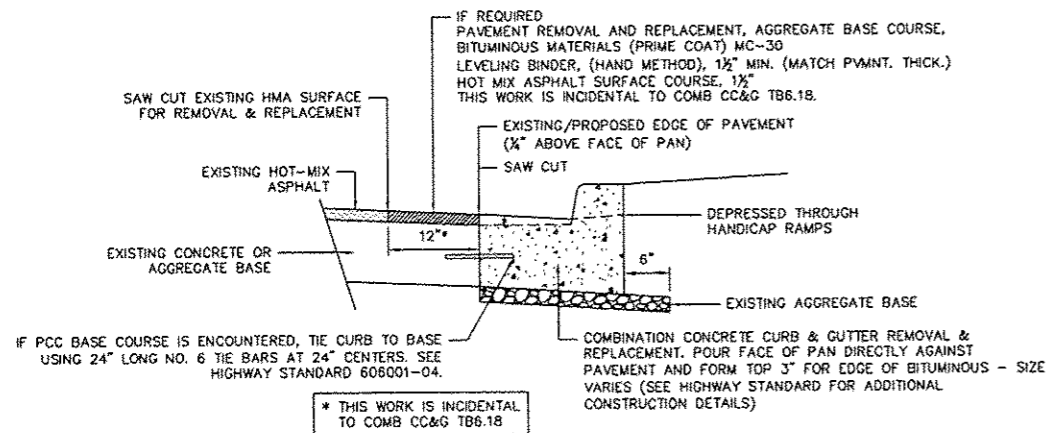 IF REQUIRED
PAVEMENT REMOVAL AND REPLACEMENT, AGGREGATE BASE COURSE,
BITUMINOUS MATERIALS (PRIME COAT) MC-30
LEVELING BINDER, (HAND METHOD), 1½" MIN. (MATCH PVMNT. THICK.)
HOT MIX ASPHALT SURFACE COURSE, 1½"
THIS WORK IS INCIDENTAL TO COMB CC&G TB6.18.
SAW CUT EXISTING HMA SURFACE
FOR REMOVAL & REPLACEMENT
EXISTING/PROPOSED EDGE OF PAVEMENT
(¼" ABOVE FACE OF PAN)
SAW CUT
EXISTING HOT-MIX
ASPHALT
DEPRESSED THROUGH
HANDICAP RAMPS
12"*
6"
EXISTING CONCRETE OR
AGGREGATE BASE
EXISTING AGGREGATE BASE
IF PCC BASE COURSE IS ENCOUNTERED, TIE CURB TO BASE
USING 24" LONG NO. 6 TIE BARS AT 24" CENTERS. SEE
HIGHWAY STANDARD 606001-04.
COMBINATION CONCRETE CURB & GUTTER REMOVAL &
REPLACEMENT. POUR FACE OF PAN DIRECTLY AGAINST
PAVEMENT AND FORM TOP 3" FOR EDGE OF BITUMINOUS - SIZE
VARIES (SEE HIGHWAY STANDARD FOR ADDITIONAL
CONSTRUCTION DETAILS)
* THIS WORK IS INCIDENTAL
TO COMB CC&G TB6.18